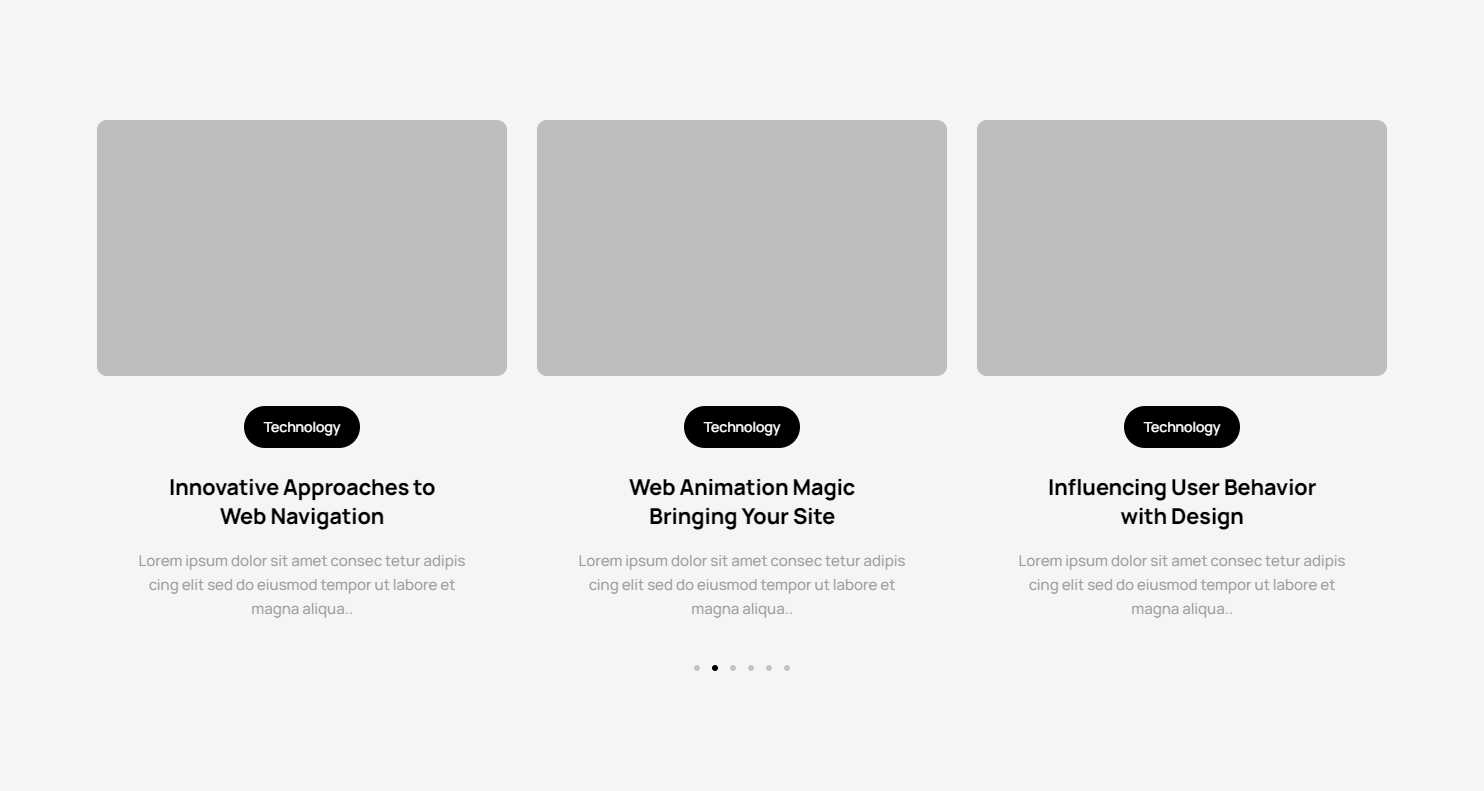 Technology
Innovative Approaches to
Web Navigation
Lorem ipsum dolor sit amet consec tetur adipis
cing elit sed do eiusmod tempor ut labore et
magna aliqua..
Technology
Web Animation Magic
Bringing Your Site
Lorem ipsum dolor sit amet consec tetur adipis
cing elit sed do eiusmod tempor ut labore et
magna aliqua..
Technology
Influencing User Behavior
with Design
Lorem ipsum dolor sit amet consec tetur adipis
cing elit sed do eiusmod tempor ut labore et
magna aliqua..